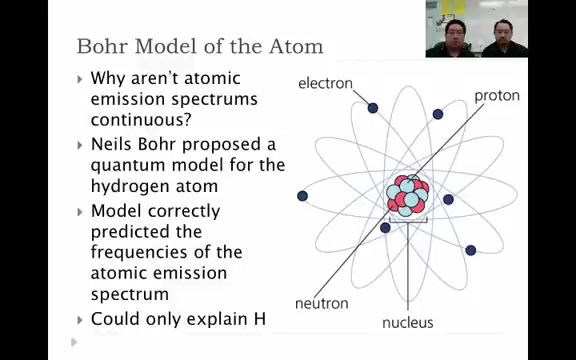 Bohr Model of the Atom
Why aren't atomic
emission spectrums
continuous?
Neils Bohr proposed a
quantum model for the
hydrogen atom
Model correctly
predicted the
frequencies of the
atomic emission
spectrum
Could only explain H
electron
proton
neutron
nucleus